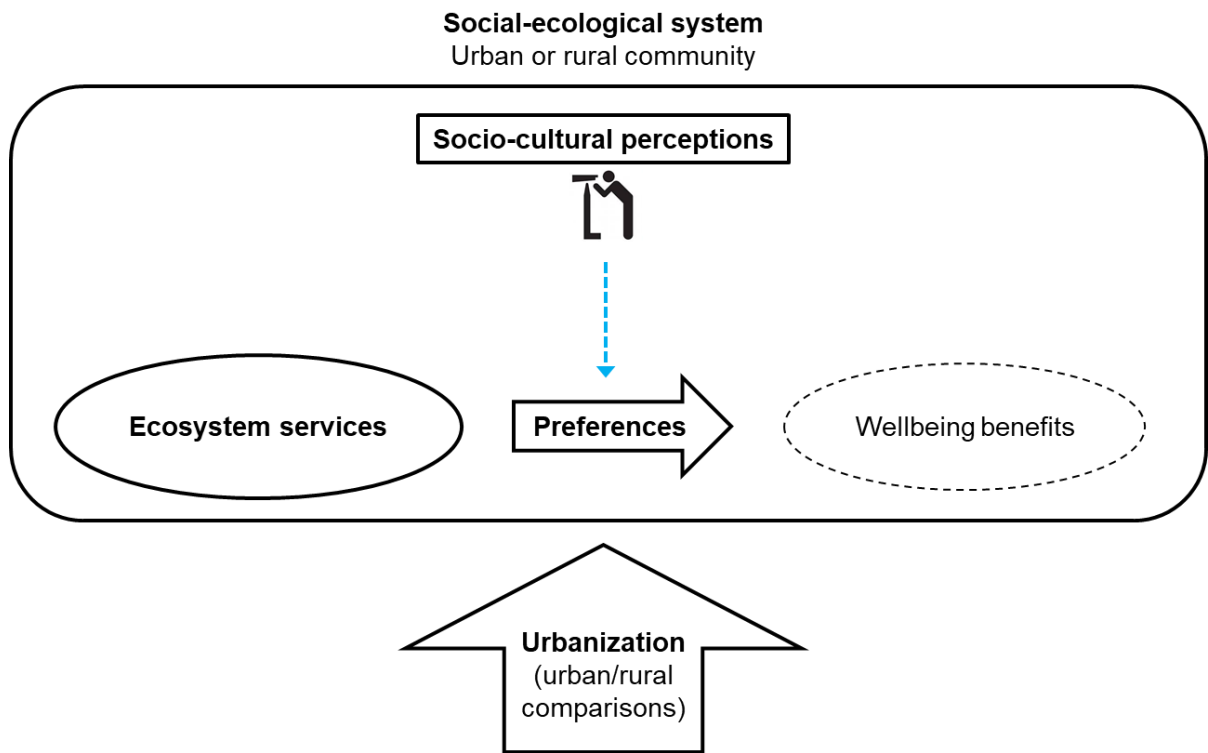 Social-ecological system
Urban or rural community
Socio-cultural perceptions
Ecosystem services
Preferences
Wellbeing benefits
Urbanization
(urban/rural
comparisons)